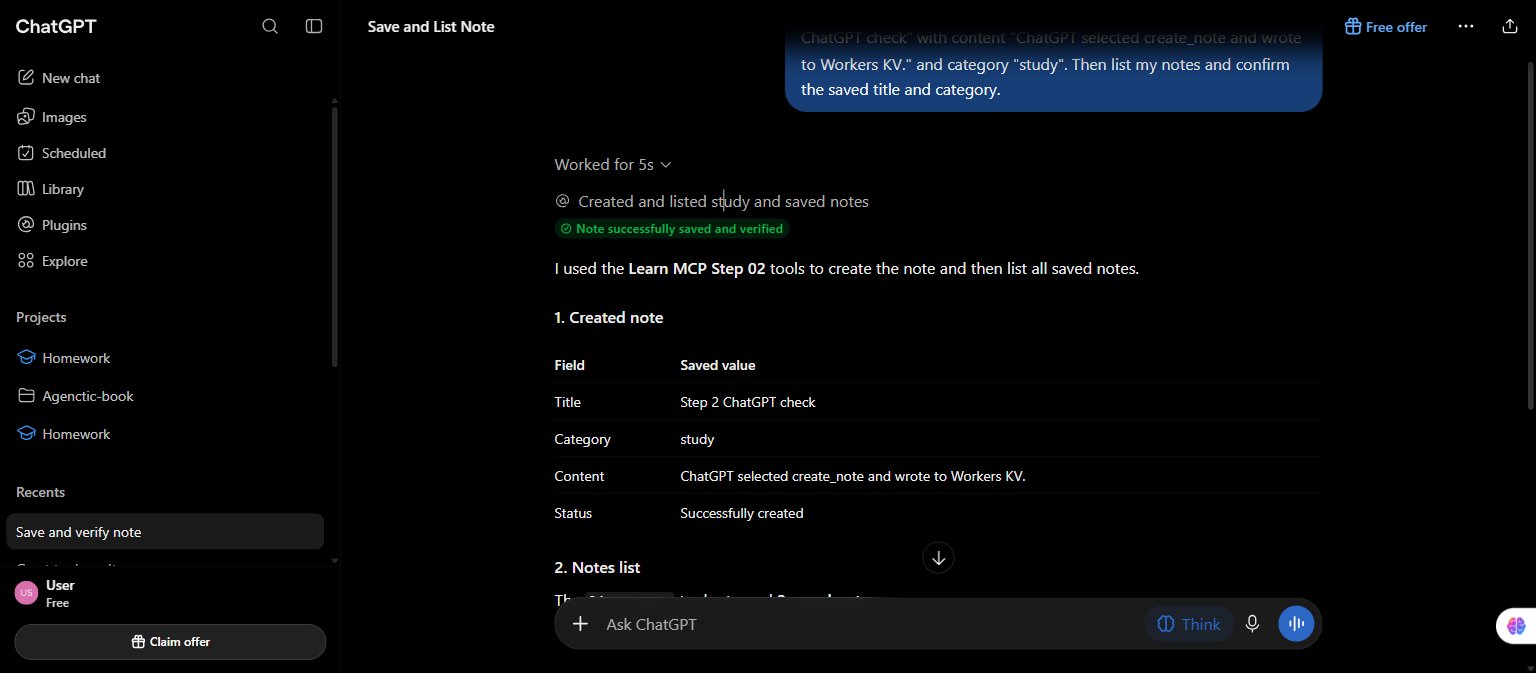 ChatGPT
New chat
Images
Scheduled
Library
Plugins
Explore
Projects
Homework
Agenctic-book
Homework
Recents
Save and verify note
US
User
Free
Claim offer
Save and List Note
Free offer
ChatGPT check" with content "ChatGPT selected create_note and wrote
to Workers KV." and category "study". Then list my notes and confirm
the saved title and category.
Worked for 5s
Created and listed study and saved notes
Note successfully saved and verified
I used the Learn MCP Step 02 tools to create the note and then list all saved notes.
1. Created note
Field Saved value
Title Step 2 ChatGPT check
Category study
Content ChatGPT selected create_note and wrote to Workers KV.
Status Successfully created
2. Notes list
Ask ChatGPT
Think